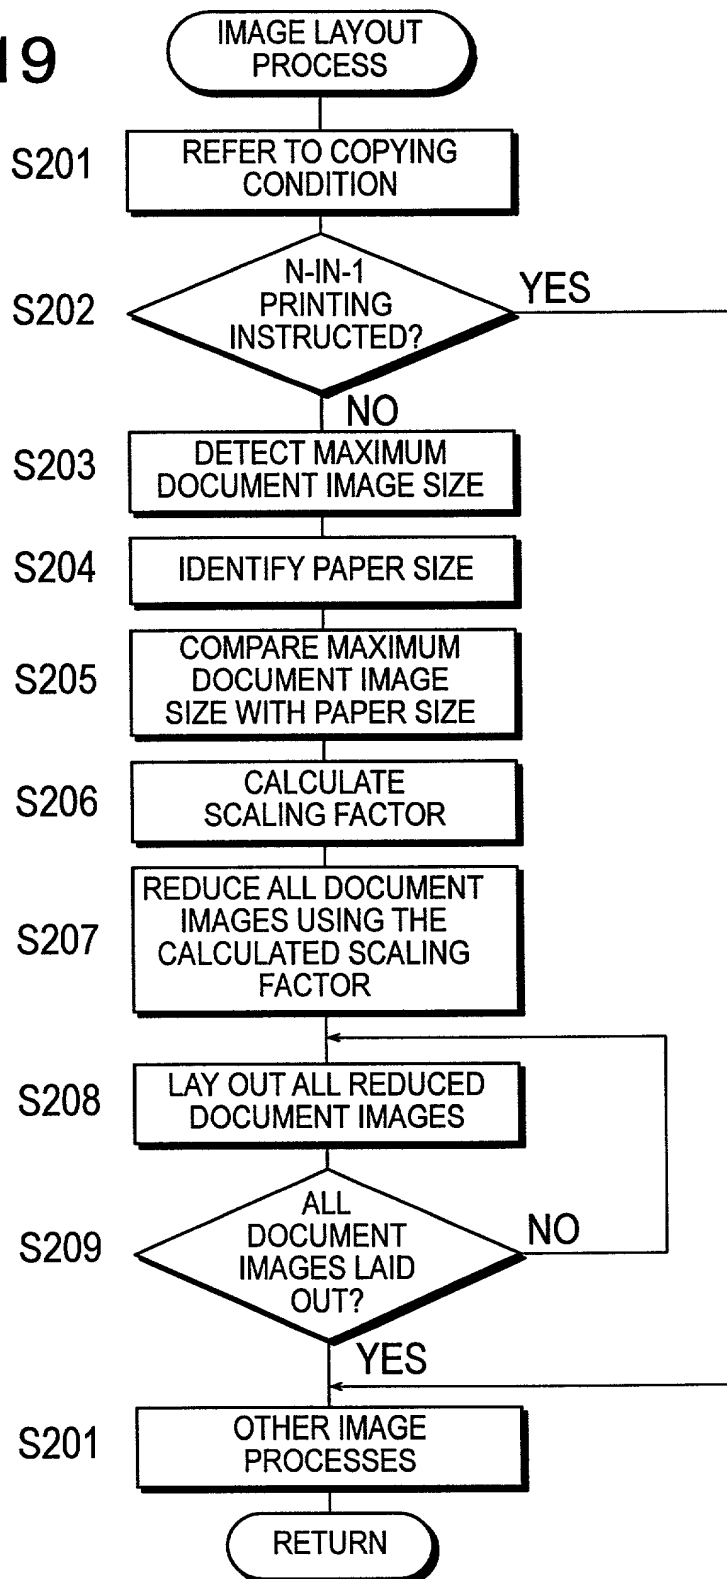 19
IMAGE LAYOUT
PROCESS
S201
REFER TO COPYING
CONDITION
S202
N-IN-1
PRINTING
INSTRUCTED?
YES
NO
S203
DETECT MAXIMUM
DOCUMENT IMAGE SIZE
S204
IDENTIFY PAPER SIZE
S205
COMPARE MAXIMUM
DOCUMENT IMAGE
SIZE WITH PAPER SIZE
S206
CALCULATE
SCALING FACTOR
S207
REDUCE ALL DOCUMENT
IMAGES USING THE
CALCULATED SCALING
FACTOR
S208
LAY OUT ALL REDUCED
DOCUMENT IMAGES
S209
ALL
DOCUMENT
IMAGES LAID
OUT?
NO
YES
S201
OTHER IMAGE
PROCESSES
RETURN